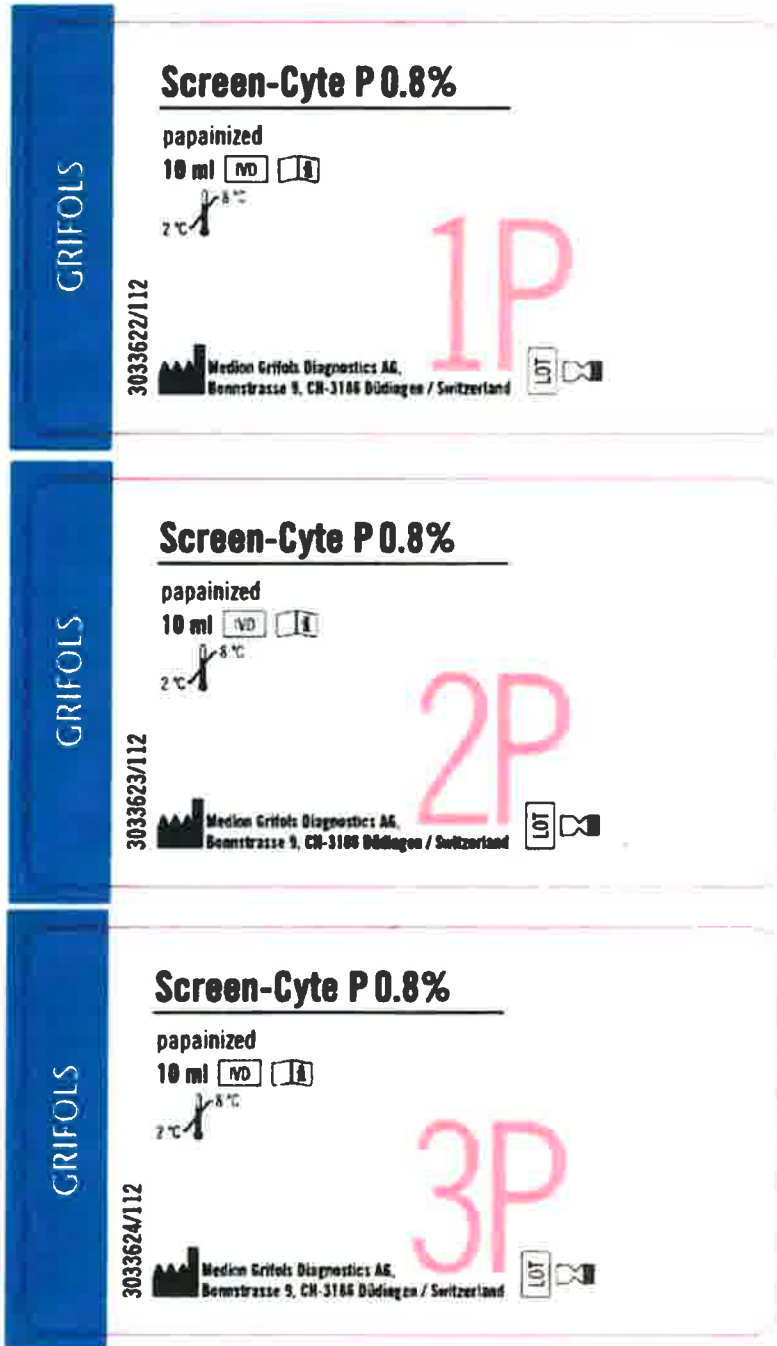 GRIFOLS
Screen-Cyte P 0.8%
papainized
10 ml IVD
8 °C
2 °C
1P
3033622/112
Medion Grifols Diagnostics AG,
Bonnstrasse 9, CH-3186 Düdingen / Switzerland
LOT
GRIFOLS
Screen-Cyte P 0.8%
papainized
10 ml IVD
8 °C
2 °C
2P
3033623/112
Medion Grifols Diagnostics AG,
Bonnstrasse 9, CH-3186 Düdingen / Switzerland
LOT
GRIFOLS
Screen-Cyte P 0.8%
papainized
10 ml IVD
8 °C
2 °C
3P
3033624/112
Medion Grifols Diagnostics AG,
Bonnstrasse 9, CH-3186 Düdingen / Switzerland
LOT